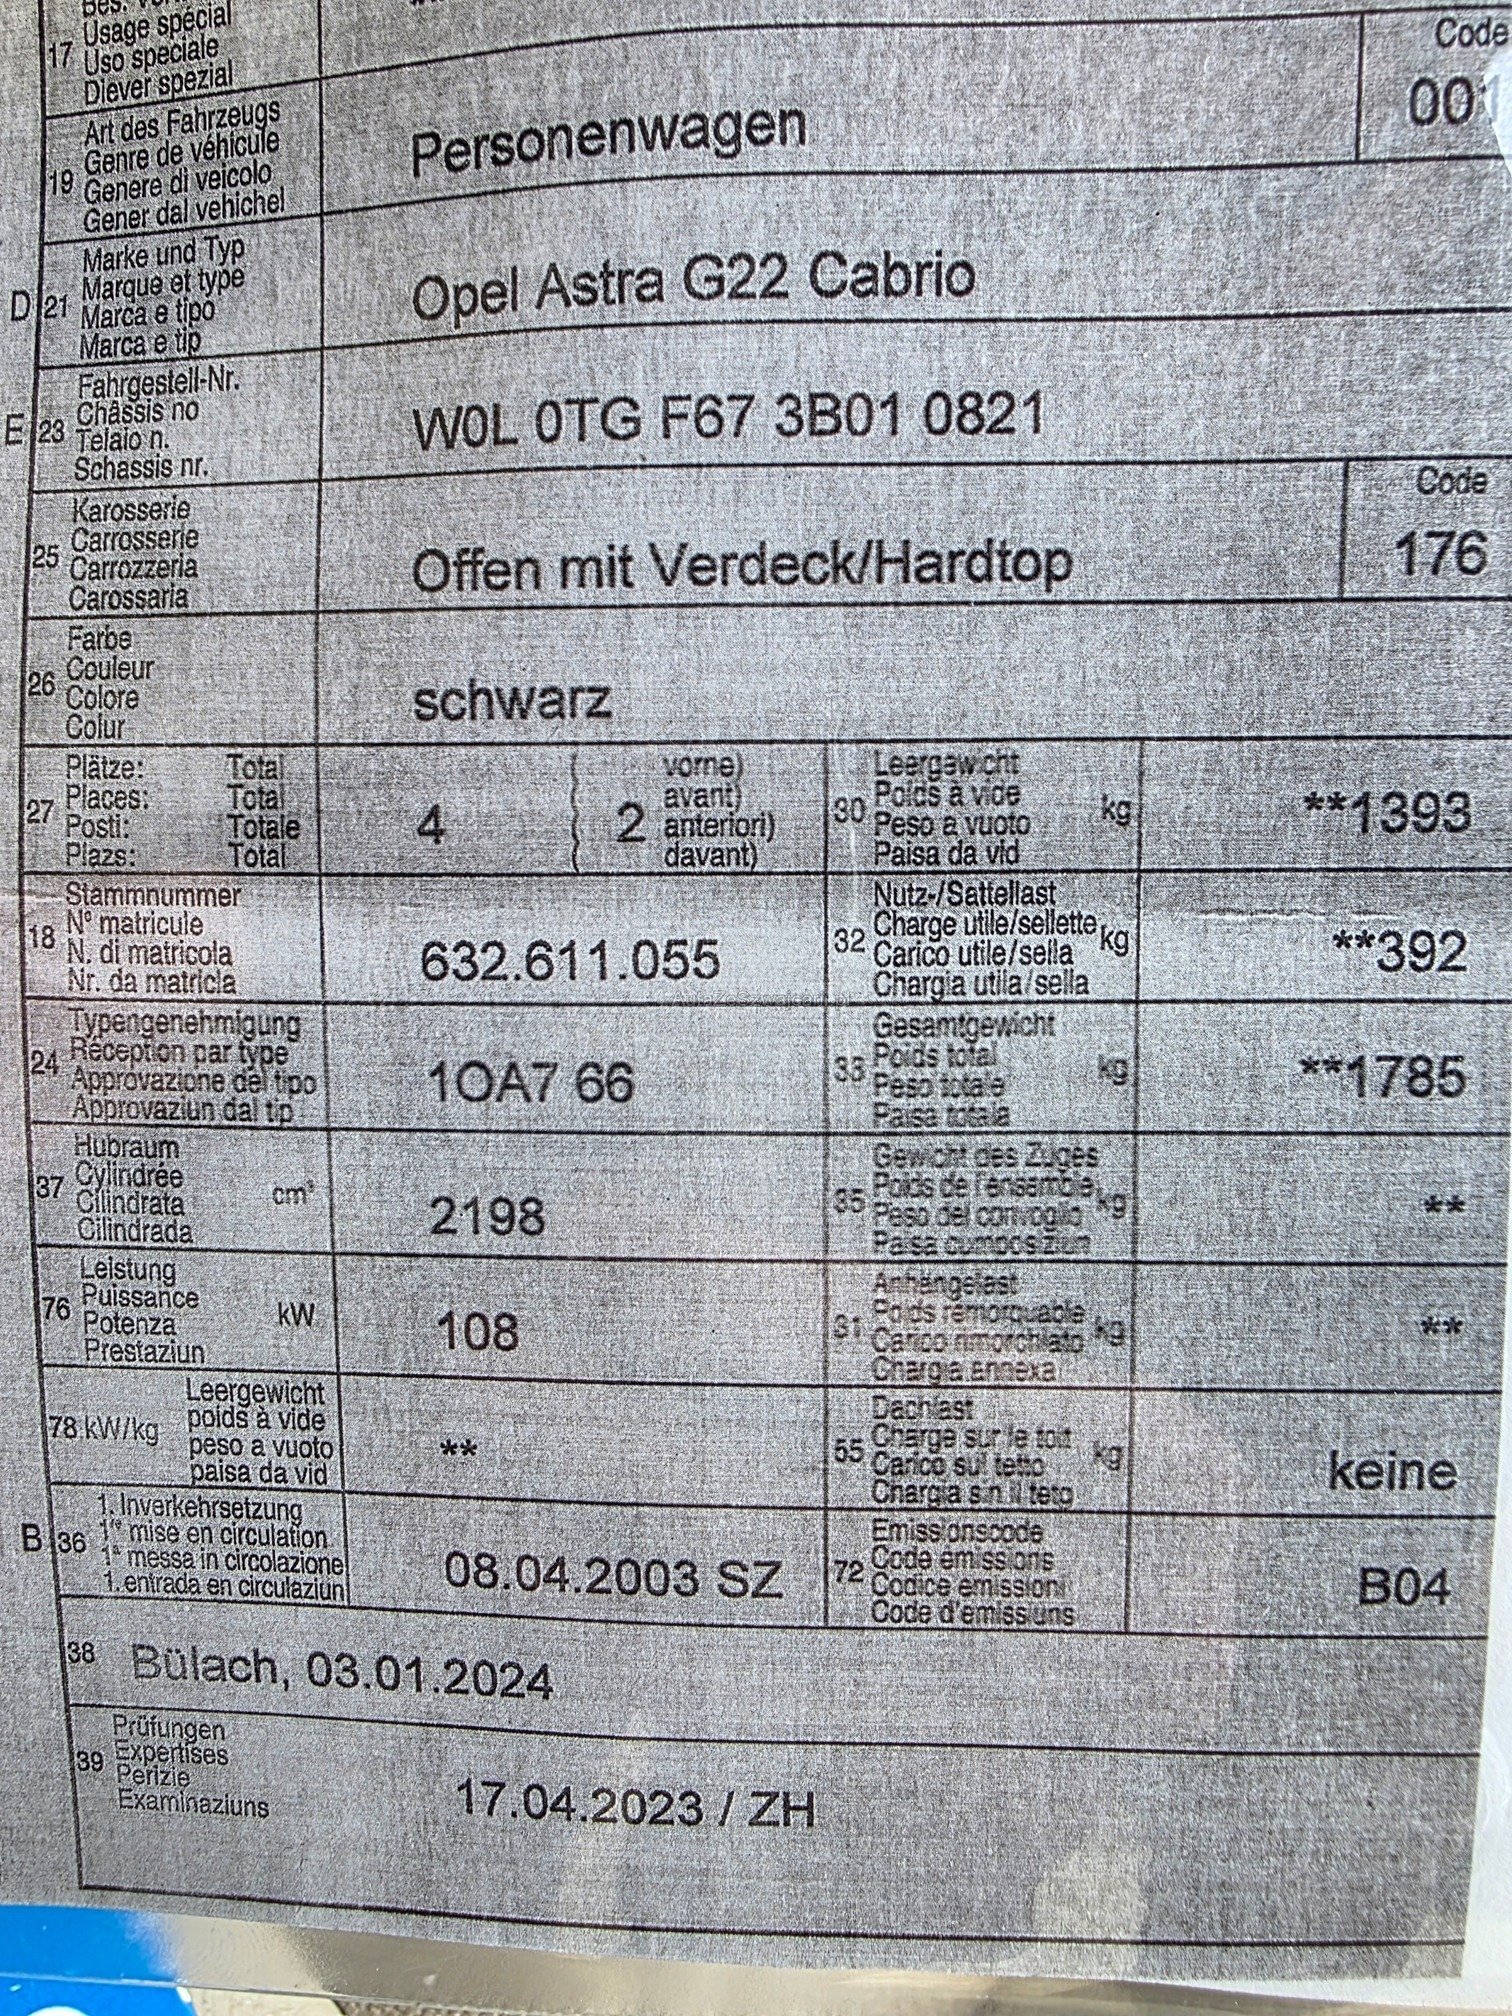 17 Usage spécial
Uso speciale
Diever spezial
Code
19 Art des Fahrzeugs
Genre de véhicule
Genere di veicolo
Gener dal vehichel
Personenwagen
00
D 21 Marke und Typ
Marque et type
Marca e tipo
Marca e tip
Opel Astra G22 Cabrio
E 23 Fahrgestell-Nr.
Châssis no
Telaio n.
Schassis nr.
W0L 0TG F67 3B01 0821
25 Karosserie
Carrosserie
Carrozzeria
Carossaria
Offen mit Verdeck/Hardtop
Code
176
26 Farbe
Couleur
Colore
Colur
schwarz
27 Plätze: Total
Places: Total
Posti: Totale
Plazs: Total
4
2
vorne)
avant)
anteriori)
davant)
30 Leergewicht
Poids à vide
Peso a vuoto
Paisa da vid
kg
**1393
18 Stammnummer
N° matricule
N. di matricola
Nr. da matricla
632.611.055
32 Nutz-/Sattellast
Charge utile/sellette
Carico utile/sella
Chargia utila/sella
kg
**392
24 Typengenehmigung
Réception par type
Approvazione del tipo
Approvaziun dal tip
1OA7 66
33 Gesamtgewicht
Poids total
Peso totale
Paisa totala
kg
**1785
37 Hubraum
Cylindrée
Cilindrata
Cilindrada
cm³
2198
35 Gewicht des Zuges
Poids de l'ensemble
Peso del convoglio
Paisa cumposiziun
kg
**
76 Leistung
Puissance
Potenza
Prestaziun
kW
108
31 Anhängelast
Poids remorquable
Carico rimorchiato
Chargia annexa
kg
**
78 kW/kg
Leergewicht
poids à vide
peso a vuoto
paisa da vid
**
55 Dachlast
Charge sur le toit
Carico sul tetto
Chargia sin il tetg
kg
keine
B 36 1. Inverkehrsetzung
1re mise en circulation
1a messa in circolazione
1. entrada en circulaziun
08.04.2003 SZ
72 Emissionscode
Code émissions
Codice emissioni
Code d'emissiuns
B04
38 Bülach, 03.01.2024
39 Prüfungen
Expertises
Perizie
Examinaziuns
17.04.2023 / ZH